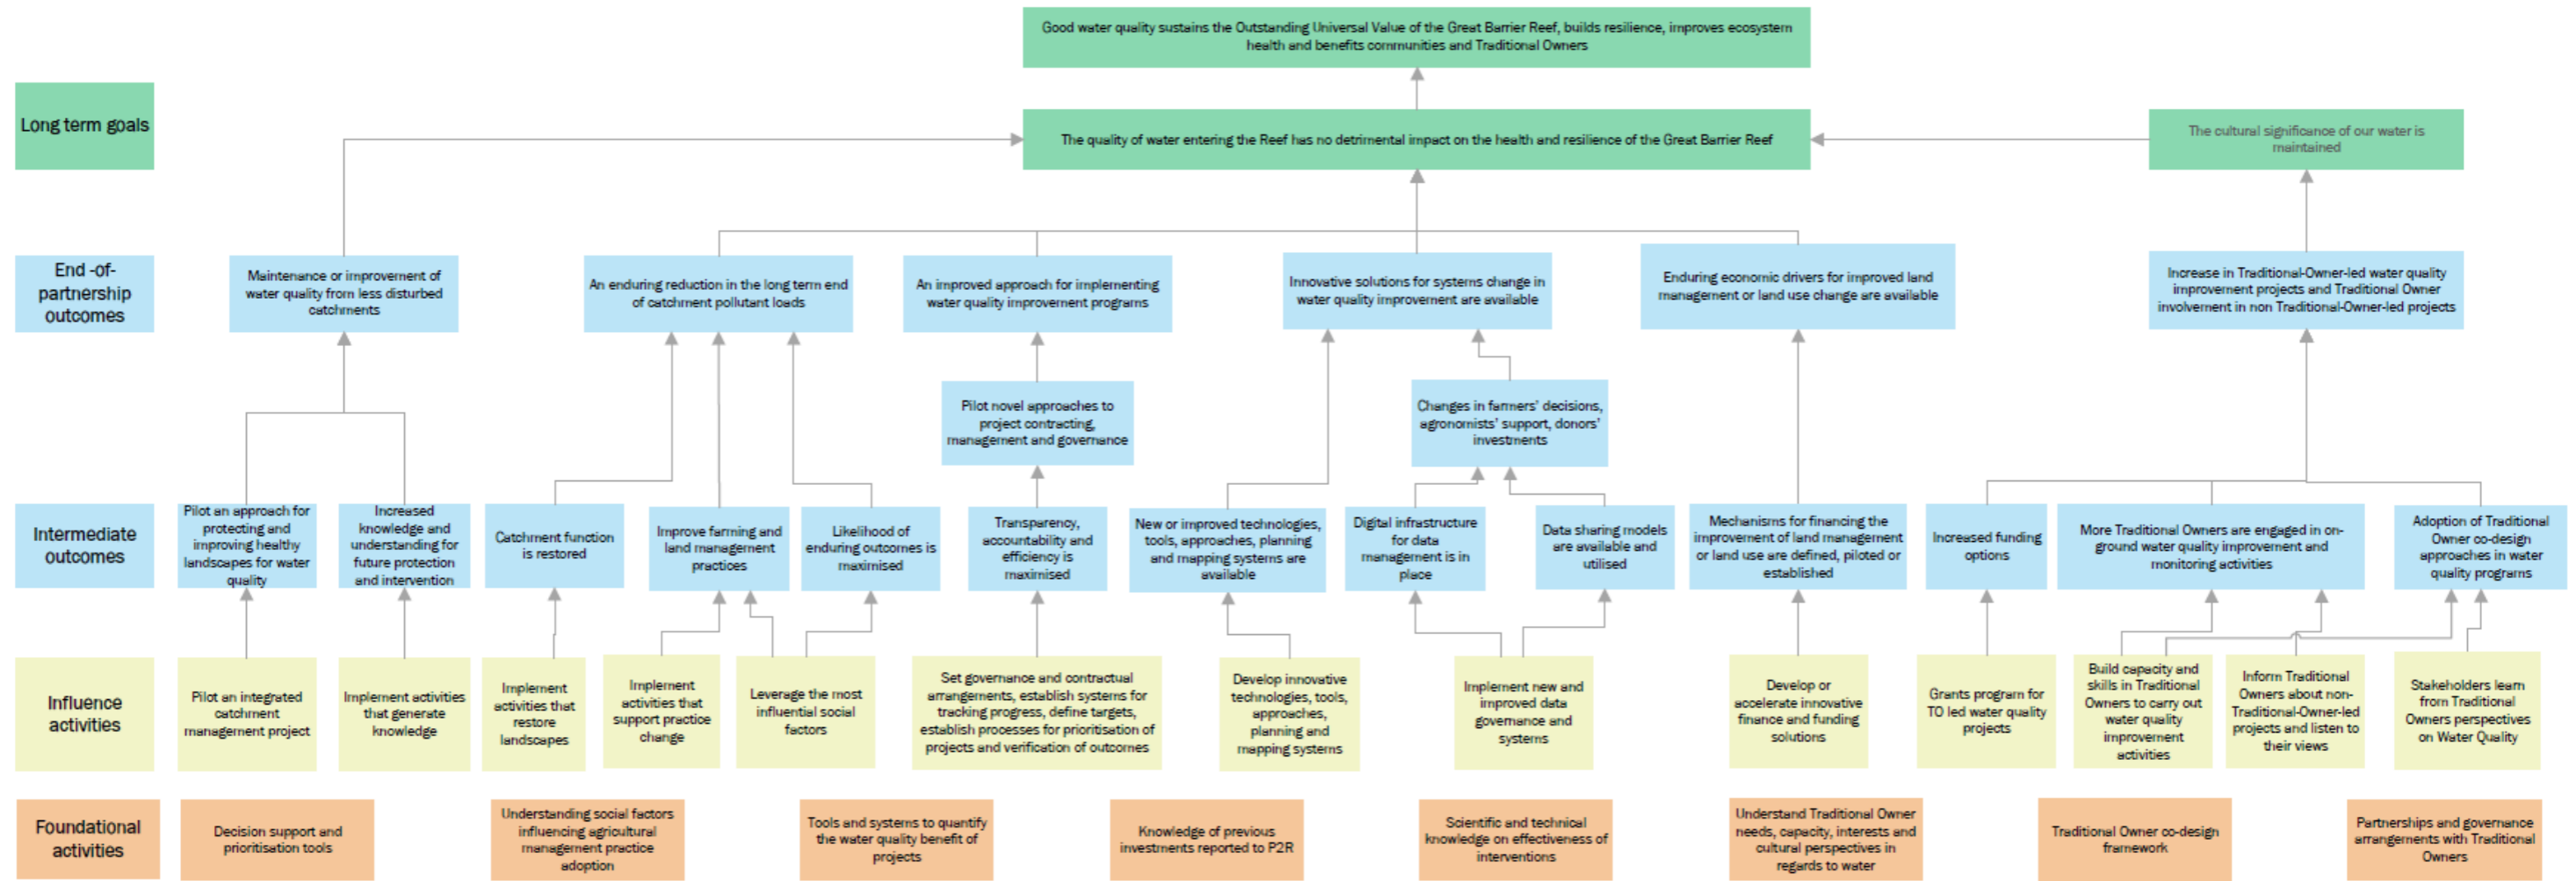 Good water quality sustains the Outstanding Universal Value of the Great Barrier Reef, builds resilience, improves ecosystem
health and benefits communities and Traditional Owners
Long term goals
The quality of water entering the Reef has no detrimental impact on the health and resilience of the Great Barrier Reef
The cultural significance of our water is
maintained
End -of-
partnership
outcomes
Maintenance or improvement of
water quality from less disturbed
catchments
An enduring reduction in the long term end
of catchment pollutant loads
An improved approach for implementing
water quality improvement programs
Innovative solutions for systems change in
water quality improvement are available
Enduring economic drivers for improved land
management or land use change are available
Increase in Traditional-Owner-led water quality
improvement projects and Traditional Owner
involvement in non Traditional-Owner-led projects
Pilot novel approaches to
project contracting,
management and governance
Changes in farmers' decisions,
agronomists' support, donors'
investments
Intermediate
outcomes
Pilot an approach for
protecting and
improving healthy
landscapes for water
quality
Increased
knowledge and
understanding for
future protection
and intervention
Catchment function
is restored
Improve farming and
land management
practices
Likelihood of
enduring outcomes is
maximised
Transparency,
accountability and
efficiency is
maximised
New or improved technologies,
tools, approaches, planning
and mapping systems are
available
Digital infrastructure
for data
management is in
place
Data sharing models
are available and
utilised
Mechanisms for financing the
improvement of land management
or land use are defined, piloted or
established
Increased funding
options
More Traditional Owners are engaged in on-
ground water quality improvement and
monitoring activities
Adoption of Traditional
Owner co-design
approaches in water
quality programs
Influence
activities
Pilot an integrated
catchment
management project
Implement activities
that generate
knowledge
Implement
activities that
restore
landscapes
Implement
activities that
support practice
change
Leverage the most
influential social
factors
Set governance and contractual
arrangements, establish systems for
tracking progress, define targets,
establish processes for prioritisation of
projects and verification of outcomes
Develop innovative
technologies, tools,
approaches,
planning and
mapping systems
Implement new and
improved data
governance and
systems
Develop or
accelerate innovative
finance and funding
solutions
Grants program for
TO led water quality
projects
Build capacity and
skills in Traditional
Owners to carry out
water quality
improvement
activities
Inform Traditional
Owners about non-
Traditional-Owner-led
projects and listen to
their views
Stakeholders learn
from Traditional
Owners perspectives
on Water Quality
Foundational
activities
Decision support and
prioritisation tools
Understanding social factors
influencing agricultural
management practice
adoption
Tools and systems to quantify
the water quality benefit of
projects
Knowledge of previous
investments reported to P2R
Scientific and technical
knowledge on effectiveness of
interventions
Understand Traditional Owner
needs, capacity, interests and
cultural perspectives in
regards to water
Traditional Owner co-design
framework
Partnerships and governance
arrangements with Traditional
Owners